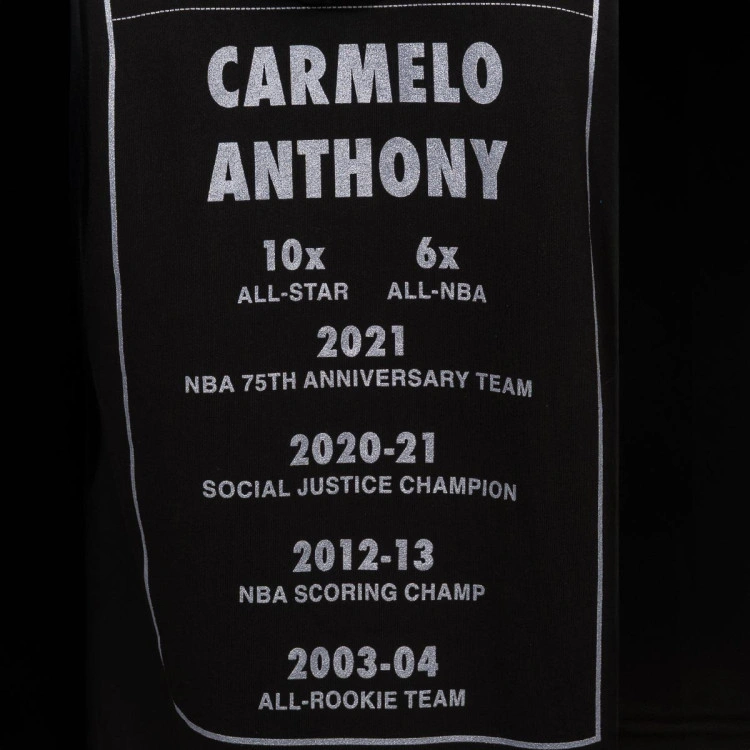 CARMELO
ANTHONY
10x 6x
ALL-STAR ALL-NBA
2021
NBA 75TH ANNIVERSARY TEAM
2020-21
SOCIAL JUSTICE CHAMPION
2012-13
NBA SCORING CHAMP
2003-04
ALL-ROOKIE TEAM